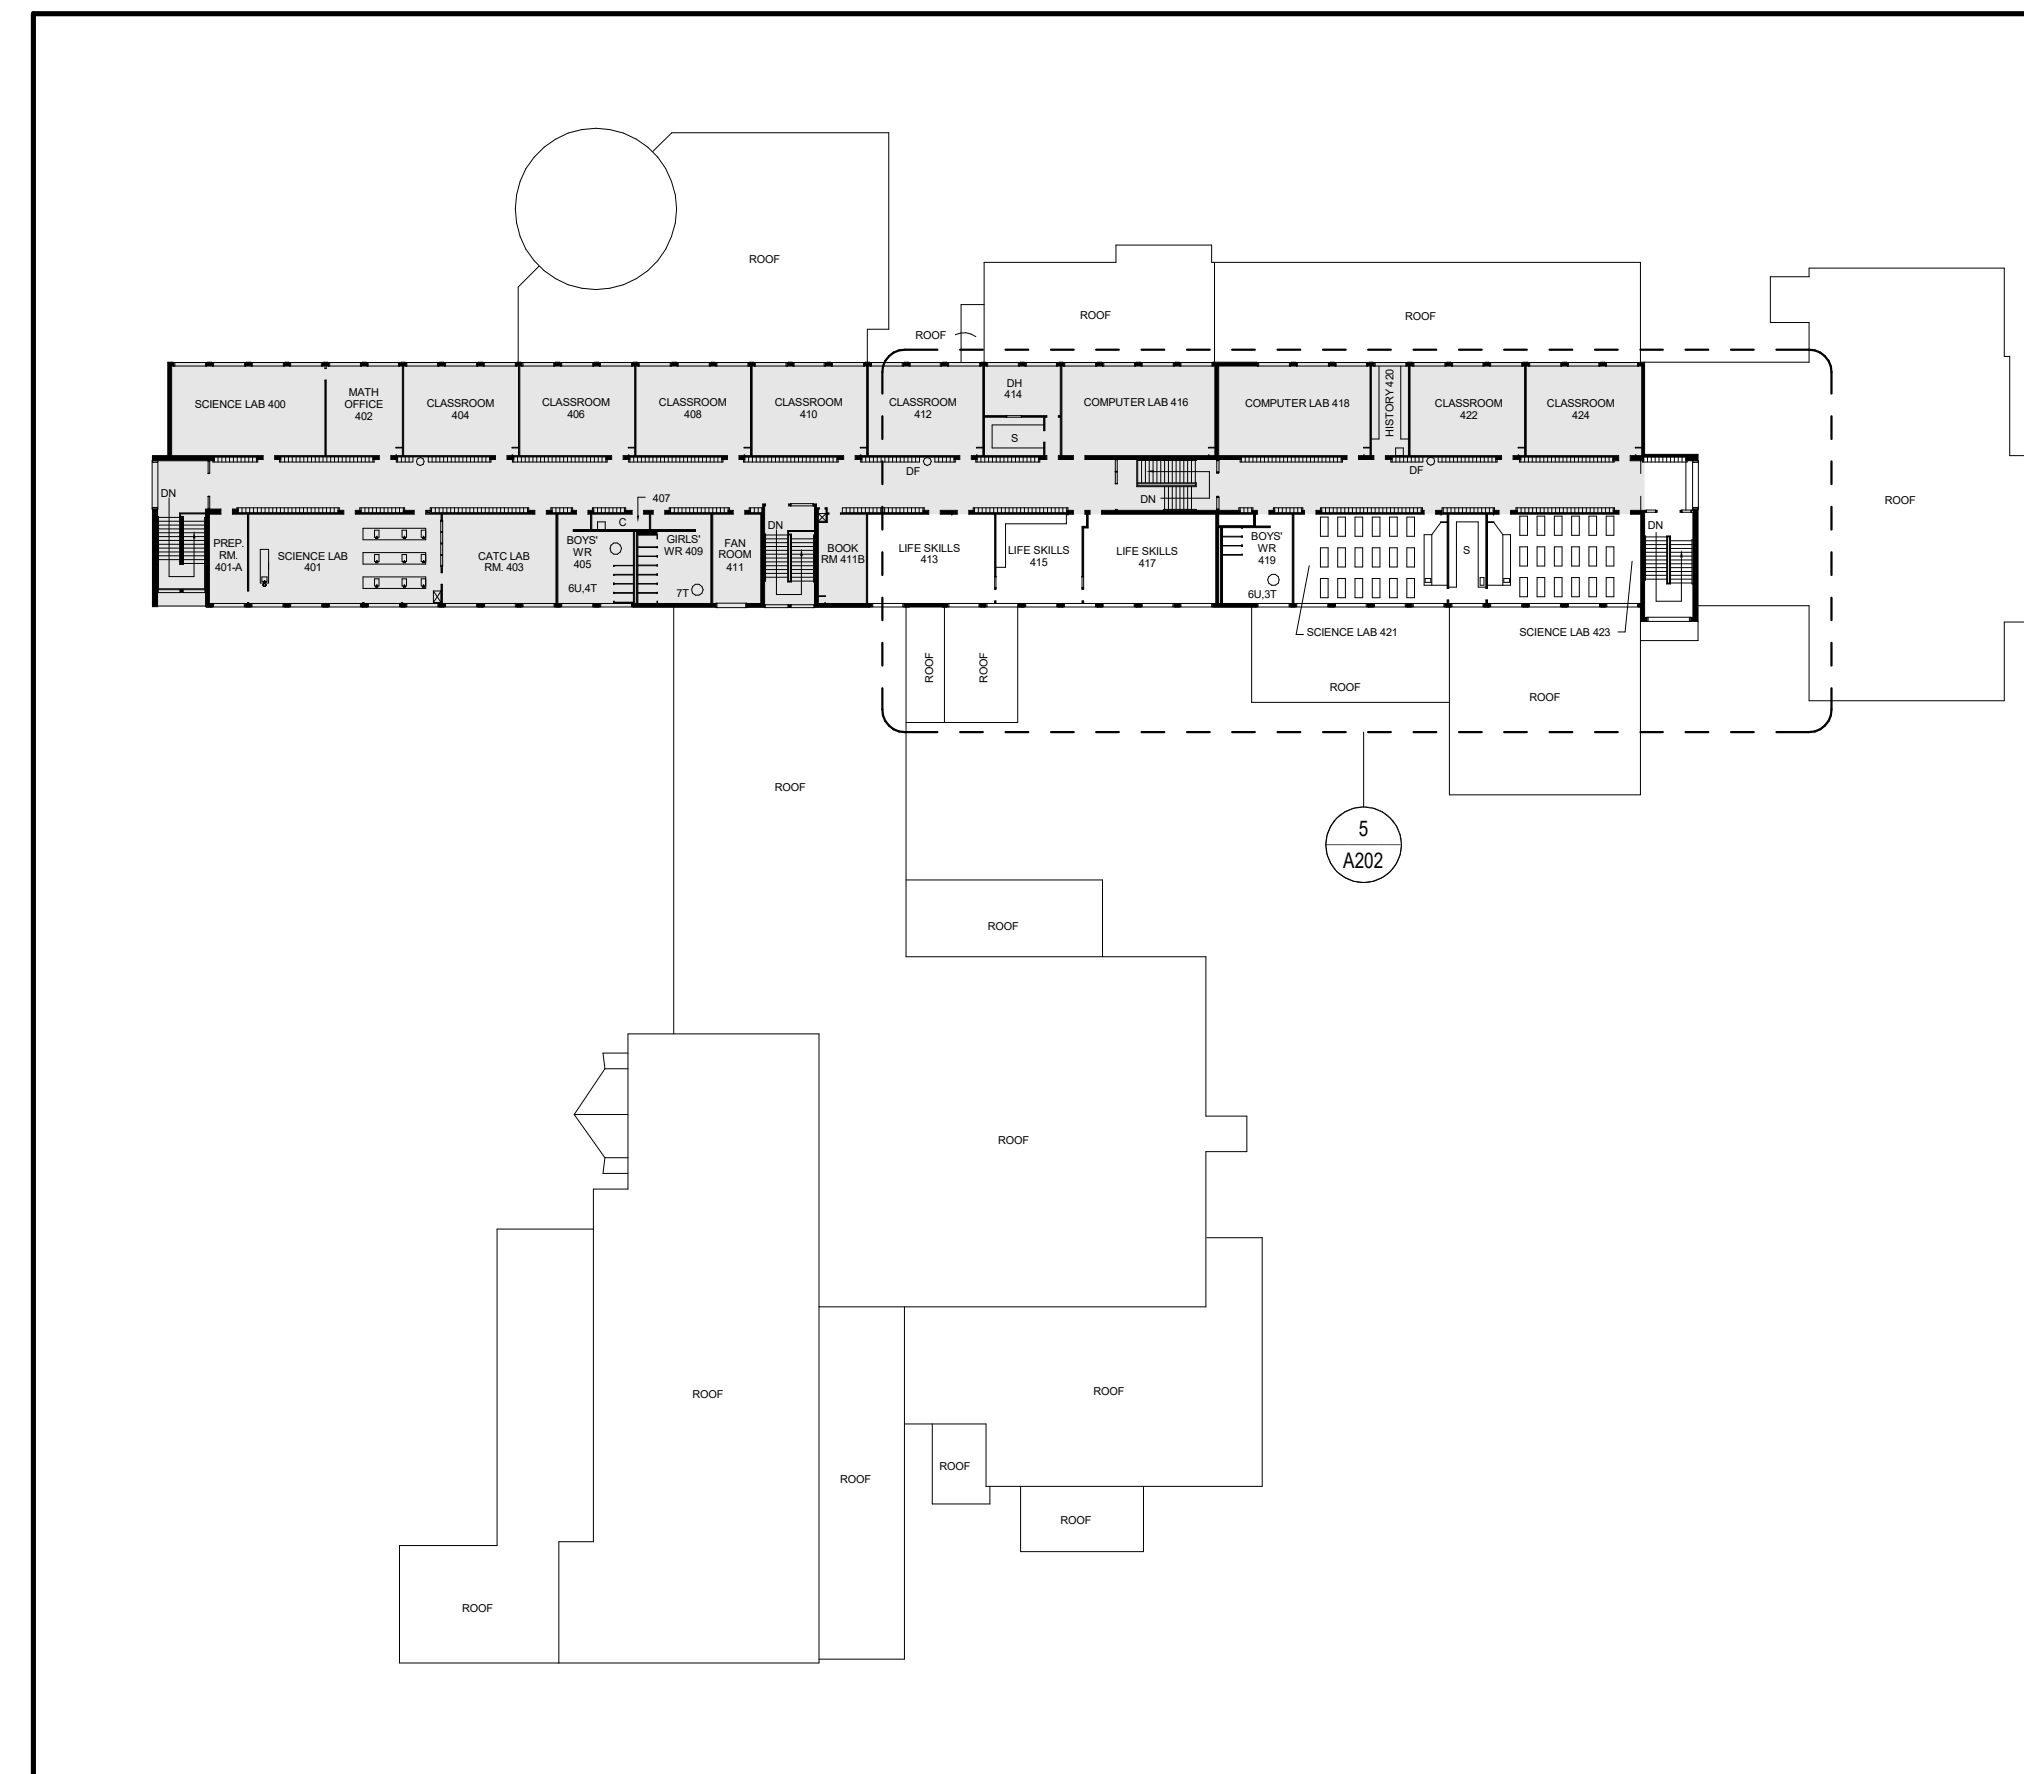 ROOF
ROOF
ROOF
ROOF
SCIENCE LAB 400
MATH
OFFICE
402
CLASSROOM
404
CLASSROOM
406
CLASSROOM
408
CLASSROOM
410
CLASSROOM
412
DH
414
S
COMPUTER LAB 416
COMPUTER LAB 418
HISTORY 420
CLASSROOM
422
CLASSROOM
424
DF
DF
DN
407
DN
ROOF
PREP.
RM.
401-A
SCIENCE LAB
401
CATC LAB
RM. 403
C
BOYS'
WR
405
6U,4T
GIRLS'
WR 409
7T
FAN
ROOM
411
DN
BOOK
RM 411B
LIFE SKILLS
413
LIFE SKILLS
415
LIFE SKILLS
417
BOYS'
WR
419
6U,3T
S
DN
SCIENCE LAB 421
SCIENCE LAB 423
ROOF
ROOF
ROOF
ROOF
ROOF
5
A202
ROOF
ROOF
ROOF
ROOF
ROOF
ROOF
ROOF
ROOF